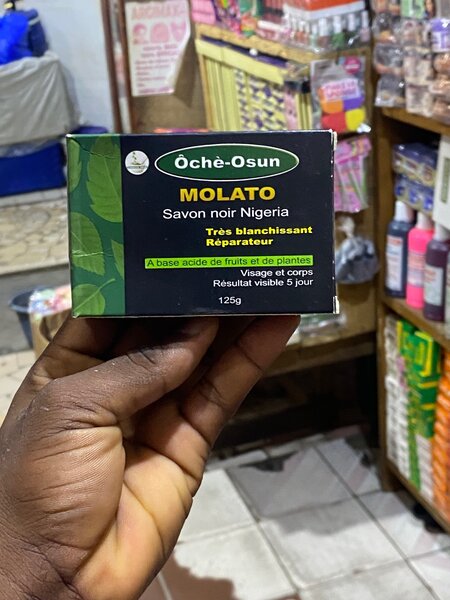 Ôchè-Osun
MOLATO
Savon noir Nigeria
Très blanchissant
Réparateur
A base acide de fruits et de plantes
Visage et corps
Résultat visible 5 jour
125g